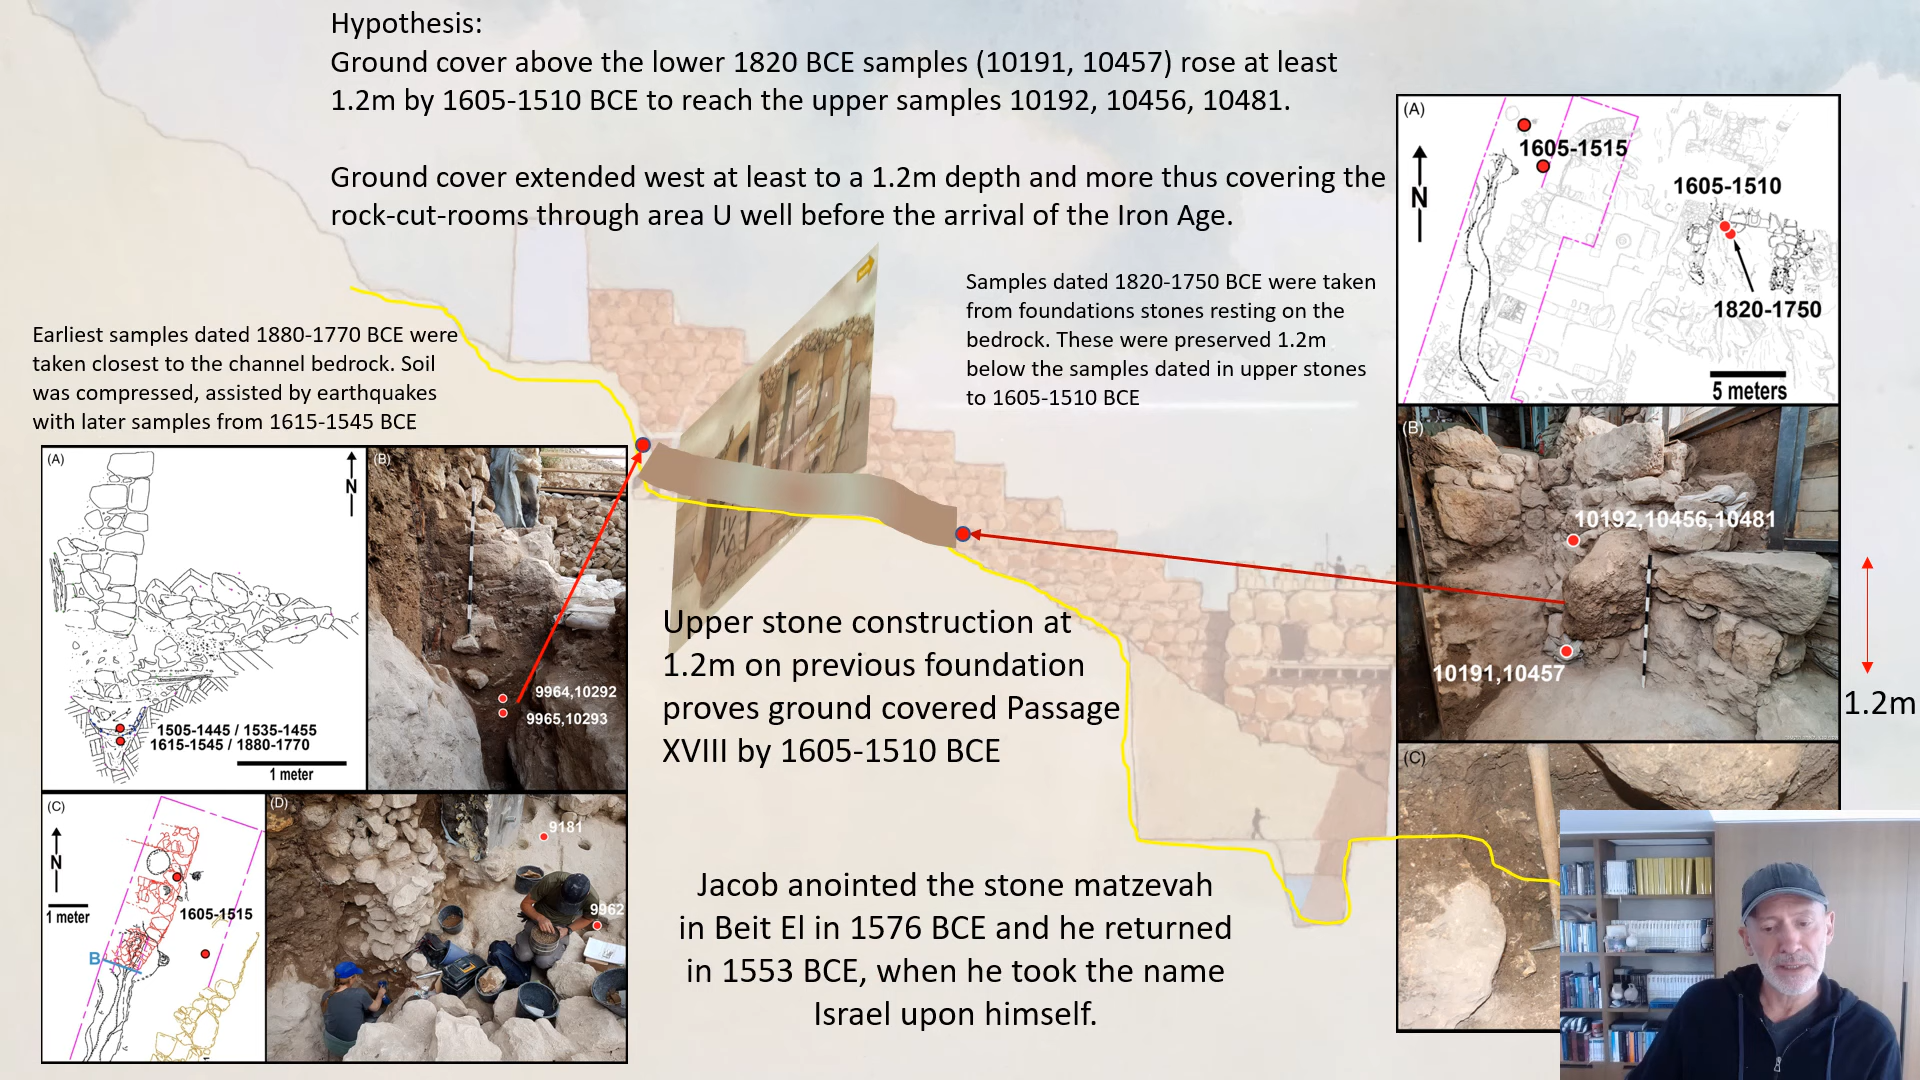 Hypothesis:
Ground cover above the lower 1820 BCE samples (10191, 10457) rose at least
1.2m by 1605-1510 BCE to reach the upper samples 10192, 10456, 10481.
Ground cover extended west at least to a 1.2m depth and more thus covering the
rock-cut-rooms through area U well before the arrival of the Iron Age.
Samples dated 1820-1750 BCE were taken
from foundations stones resting on the
bedrock. These were preserved 1.2m
below the samples dated in upper stones
to 1605-1510 BCE
Earliest samples dated 1880-1770 BCE were
taken closest to the channel bedrock. Soil
was compressed, assisted by earthquakes
with later samples from 1615-1545 BCE
(A)
N
1505-1445 / 1535-1455
1615-1545 / 1880-1770
1 meter
(B)
9964,10292
9965,10293
(C)
N
1 meter
1605-1515
B
(D)
9181
9962
Upper stone construction at
1.2m on previous foundation
proves ground covered Passage
XVIII by 1605-1510 BCE
Jacob anointed the stone matzevah
in Beit El in 1576 BCE and he returned
in 1553 BCE, when he took the name
Israel upon himself.
(A)
N
1605-1515
1605-1510
1820-1750
5 meters
(B)
10192,10456,10481
10191,10457
1.2m
(C)